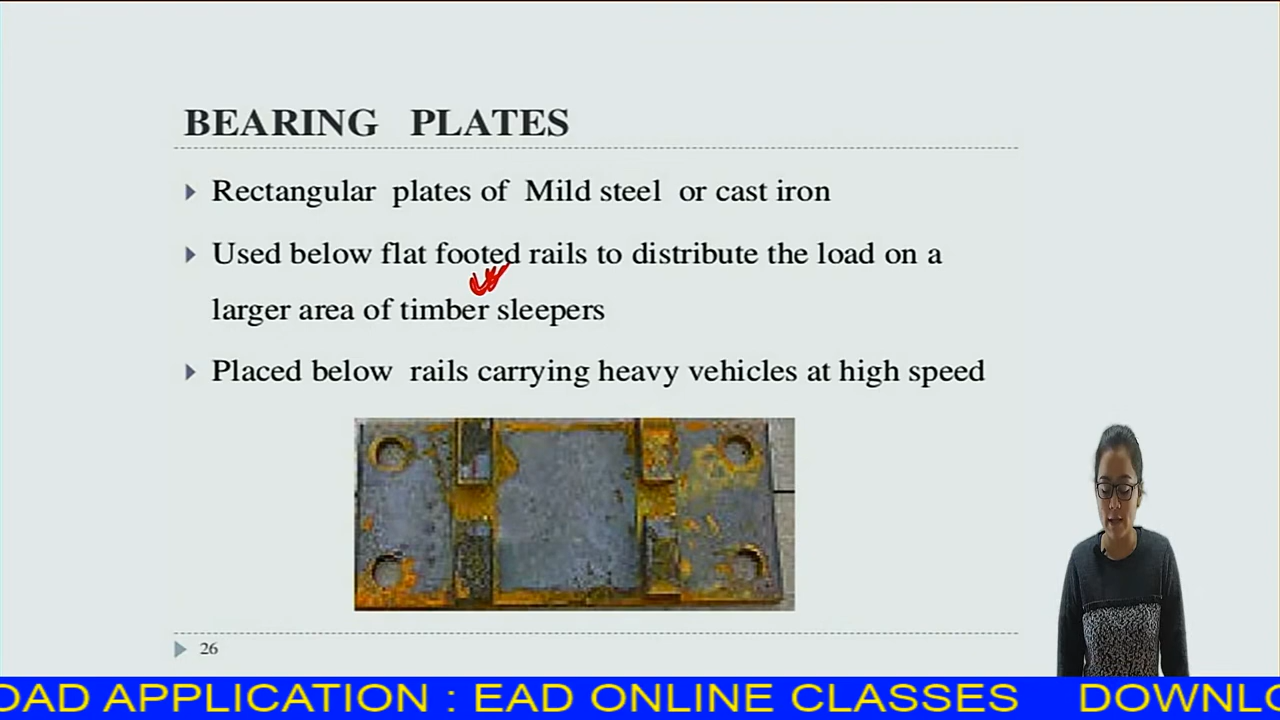 BEARING PLATES
Rectangular plates of Mild steel or cast iron
Used below flat footed rails to distribute the load on a
larger area of timber sleepers
Placed below rails carrying heavy vehicles at high speed
26
OAD APPLICATION : EAD ONLINE CLASSES DOWNLO